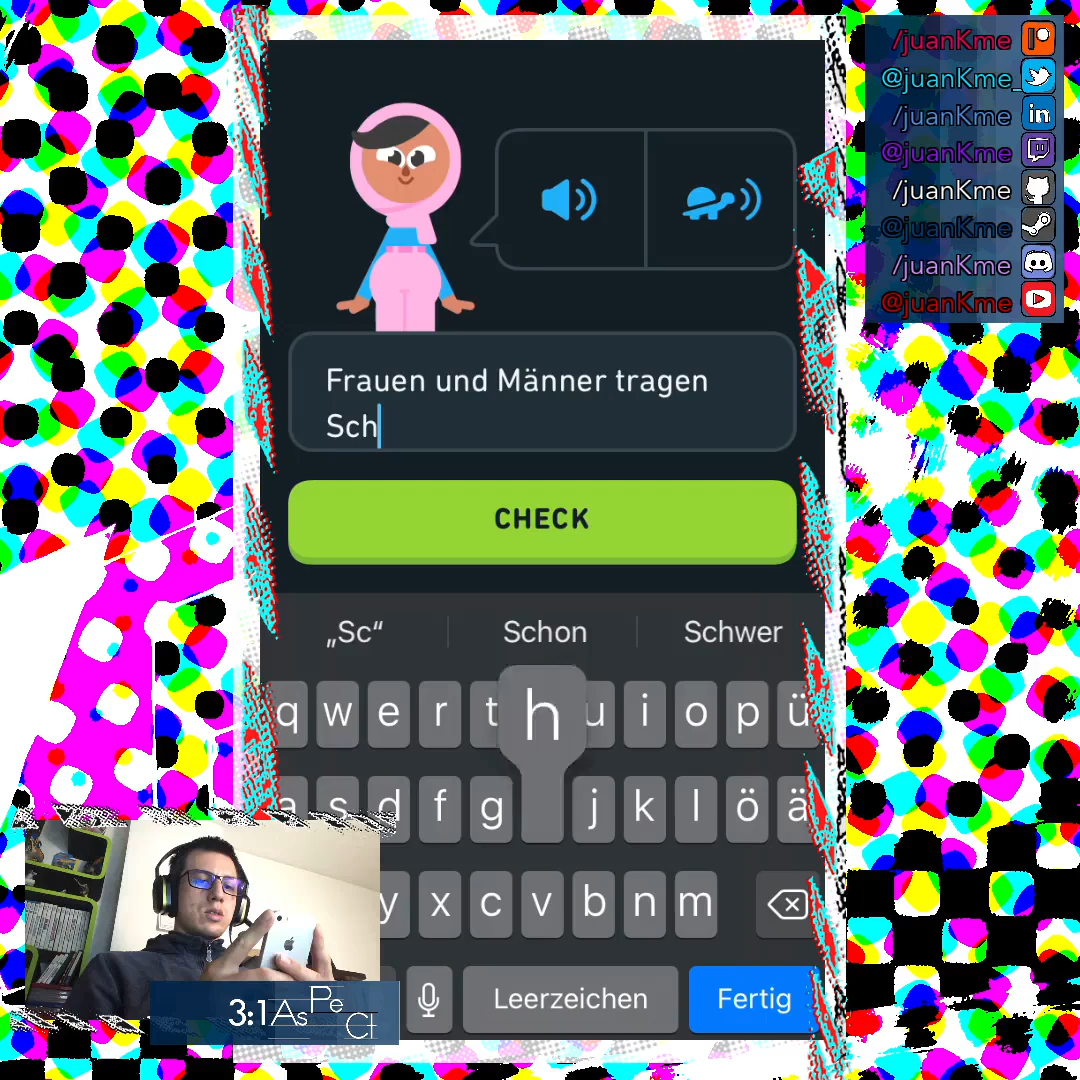 /juanKme
@juanKme_
/juanKme
@juanKme
/juanKme
@juanKme
/juanKme
@juanKme
Frauen und Männer tragen
Sch
CHECK
„Sc“ Schon Schwer
q w e r t h u i o p ü
a s d f g j k l ö ä
y x c v b n m
Leerzeichen Fertig
3:1 AsPeCt